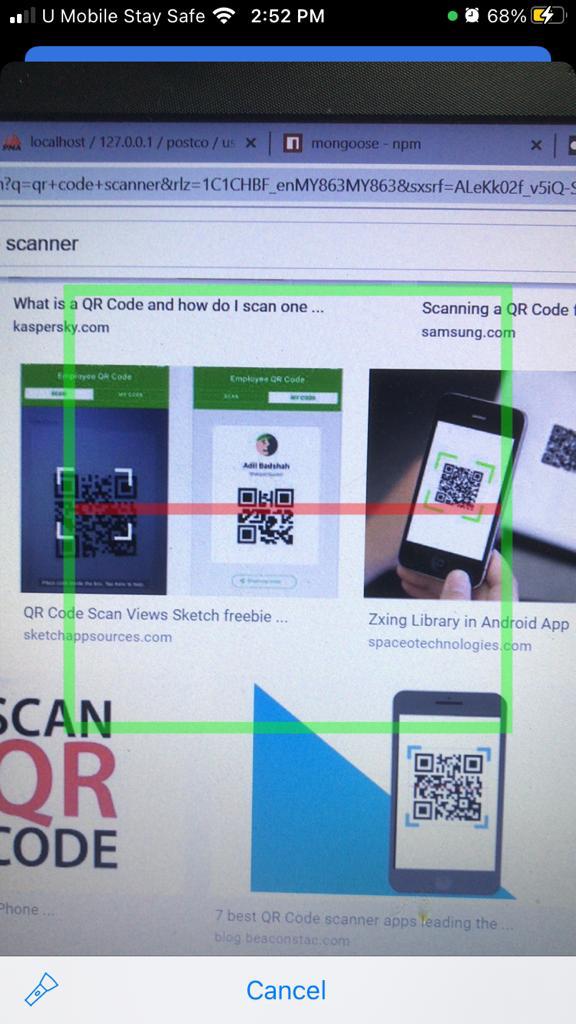 U Mobile Stay Safe 2:52 PM 68%
localhost / 127.0.0.1 / postco / us × mongoose - npm ×
n?q=qr+code+scanner&rlz=1C1CHBF_enMY863MY863&sxsrf=ALeKk02f_v5iQ-S
scanner
What is a QR Code and how do I scan one ...
kaspersky.com
Scanning a QR Code f
samsung.com
Employee QR Code
SCAN MY CODE
Employee QR Code
SCAN MY CODE
Adil Badshah
QR Code Scan Views Sketch freebie ...
sketchappsources.com
Zxing Library in Android App
spaceotechnologies.com
SCAN
QR
CODE
Phone ...
7 best QR Code scanner apps leading the ...
blog.beaconstac.com
Cancel